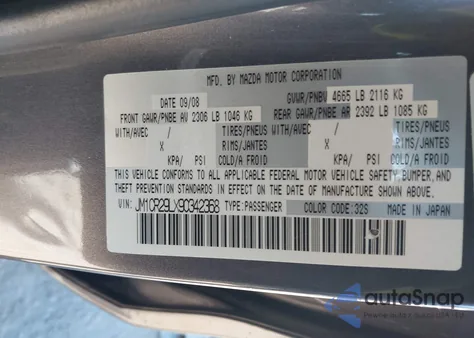 MFD. BY MAZDA MOTOR CORPORATION
DATE 09/08 GVWR/PNBV 4665 LB 2116 KG
FRONT GAWR/PNBE AV 2306 LB 1046 KG REAR GAWR/PNBE AR 2392 LB 1085 KG
WITH/AVEC / TIRES/PNEUS WITH/AVEC / TIRES/PNEUS
X RIMS/JANTES X RIMS/JANTES
KPA/ PSI COLD/A FROID KPA/ PSI COLD/A FROID
THIS VEHICLE CONFORMS TO ALL APPLICABLE FEDERAL MOTOR VEHICLE SAFETY, BUMPER, AND
THEFT PREVENTION STANDARDS IN EFFECT ON THE DATE OF MANUFACTURE SHOWN ABOVE.
VIN: JM1CR29LX90342368 TYPE:PASSENGER COLOR CODE:32S MADE IN JAPAN
autoSnap